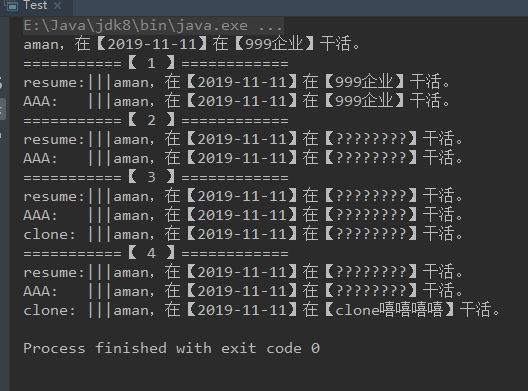 Test ×
E:\Java\jdk8\bin\java.exe ...
aman，在【2019-11-11】在【999企业】干活。
===========【 1 】============
resume:|||aman，在【2019-11-11】在【999企业】干活。
AAA:   |||aman，在【2019-11-11】在【999企业】干活。
===========【 2 】============
resume:|||aman，在【2019-11-11】在【????????】干活。
AAA:   |||aman，在【2019-11-11】在【????????】干活。
===========【 3 】============
resume:|||aman，在【2019-11-11】在【????????】干活。
AAA:   |||aman，在【2019-11-11】在【????????】干活。
clone: |||aman，在【2019-11-11】在【????????】干活。
===========【 4 】============
resume:|||aman，在【2019-11-11】在【????????】干活。
AAA:   |||aman，在【2019-11-11】在【????????】干活。
clone: |||aman，在【2019-11-11】在【clone嘻嘻嘻嘻】干活。
Process finished with exit code 0